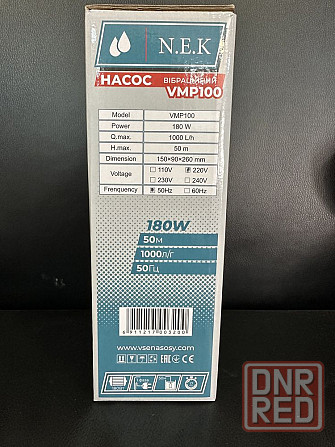 N.E.K
НАСОС ВІБРАЦІЙНИЙ
VMP100
Model VMP100
Power 180 W
Q.max. 1000 L/h
H.max. 50 m
Dimension 150*90*260 mm
Voltage 110V 220V
230V 240V
Frenquency 50Hz 60Hz
180W
50м
1000л/г
50Гц
6911217003200
www.vsenasosy.com
DNR
RED